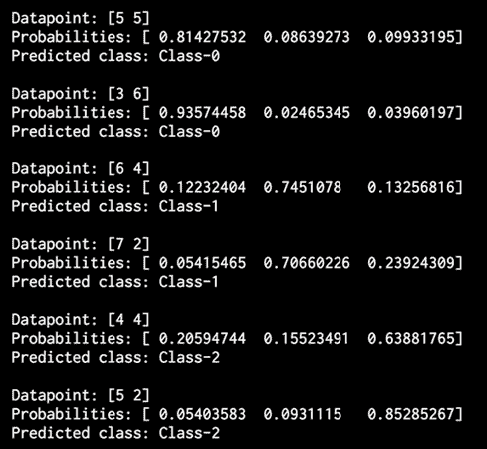 Datapoint: [5 5]
Probabilities: [ 0.81427532  0.08639273  0.09933195]
Predicted class: Class-0

Datapoint: [3 6]
Probabilities: [ 0.93574458  0.02465345  0.03960197]
Predicted class: Class-0

Datapoint: [6 4]
Probabilities: [ 0.12232404  0.7451078   0.13256816]
Predicted class: Class-1

Datapoint: [7 2]
Probabilities: [ 0.05415465  0.70660226  0.23924309]
Predicted class: Class-1

Datapoint: [4 4]
Probabilities: [ 0.20594744  0.15523491  0.63881765]
Predicted class: Class-2

Datapoint: [5 2]
Probabilities: [ 0.05403583  0.0931115   0.85285267]
Predicted class: Class-2